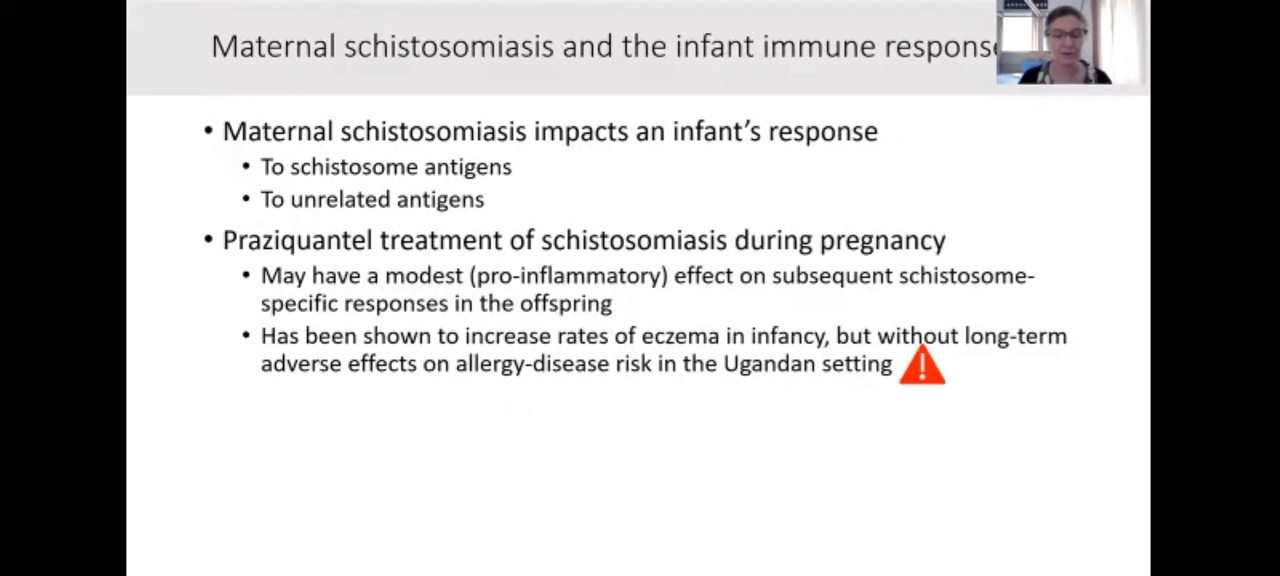 Maternal schistosomiasis and the infant immune respons
• Maternal schistosomiasis impacts an infant's response
• To schistosome antigens
• To unrelated antigens
• Praziquantel treatment of schistosomiasis during pregnancy
• May have a modest (pro-inflammatory) effect on subsequent schistosome-
specific responses in the offspring
• Has been shown to increase rates of eczema in infancy, but without long-term
adverse effects on allergy-disease risk in the Ugandan setting